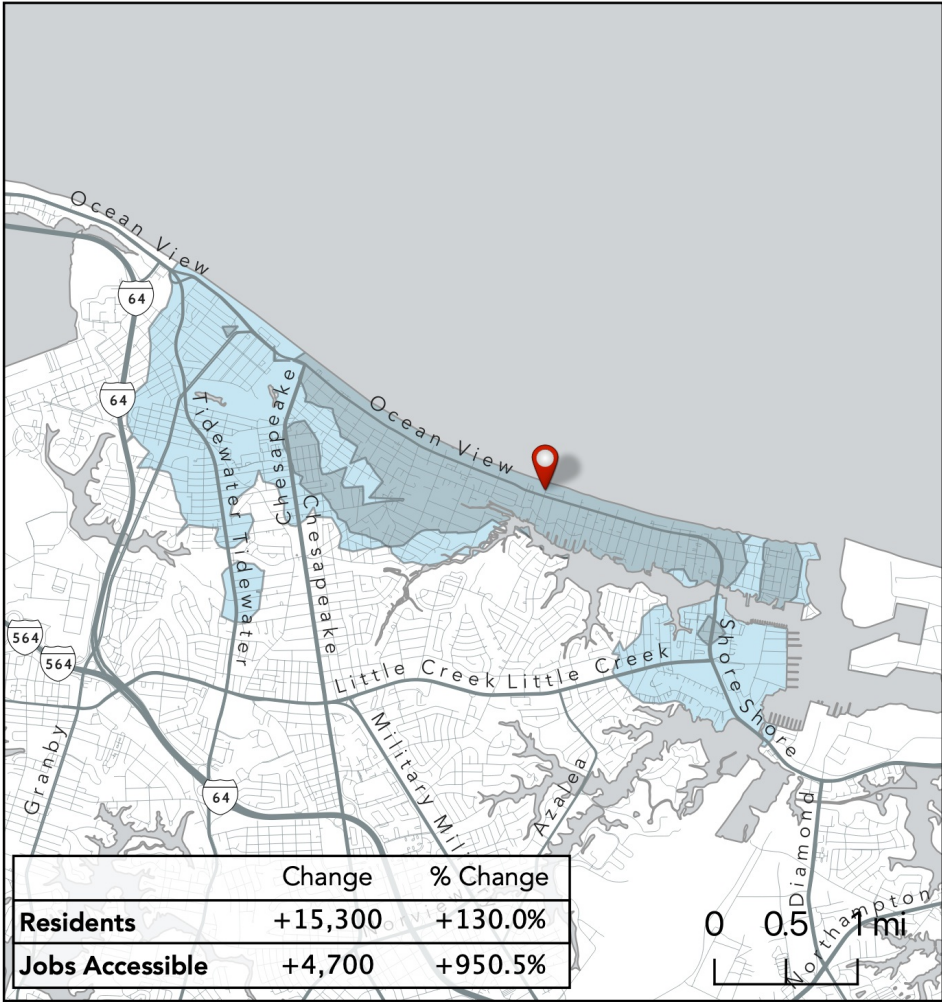 Ocean View
64
64
Ocean View
Chesapeake
Tidewater
Tidewater
Chesapeake
Shore
Shore
564
564
Little Creek
Little Creek
Granby
Military
Mil
Azalea
64
Diamond
Northampton
Norview
Change % Change
Residents +15,300 +130.0%
Jobs Accessible +4,700 +950.5%
0 0.5 1 mi